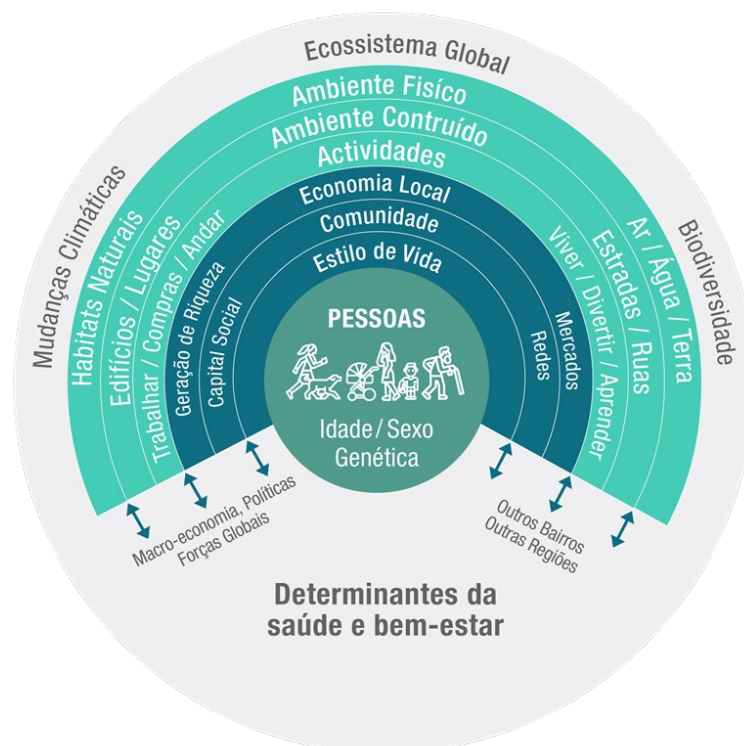 Ecossistema Global
Mudanças Climáticas
Biodiversidade
Ambiente Fisíco
Habitats Naturais
Ar / Água / Terra
Ambiente Contruído
Edifícios / Lugares
Estradas / Ruas
Actividades
Trabalhar / Compras / Andar
Viver / Divertir / Aprender
Economia Local
Geração de Riqueza
Mercados
Comunidade
Capital Social
Redes
Estilo de Vida
PESSOAS
Idade / Sexo
Genética
Macro-economia, Políticas
Forças Globais
Outros Bairros
Outras Regiões
Determinantes da
saúde e bem-estar